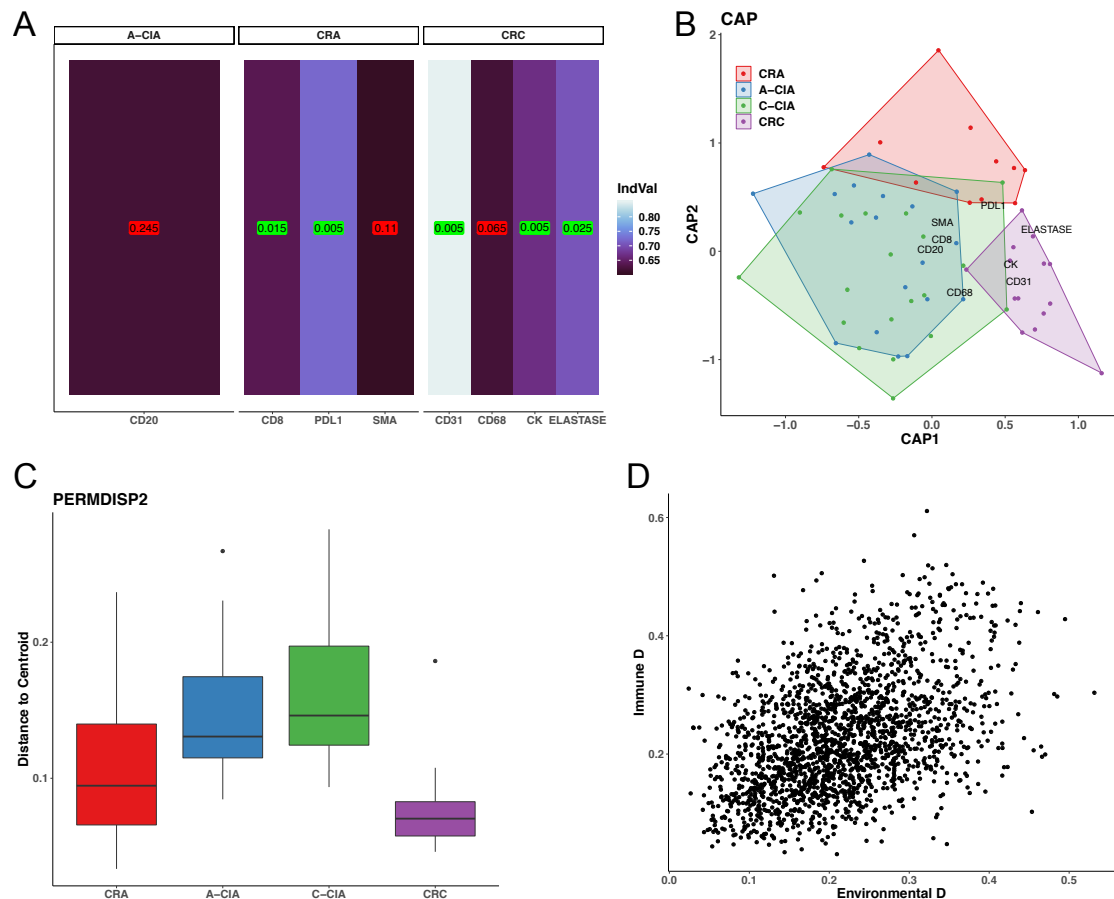 A
A−CIA
CRA
CRC
0.245
0.015
0.005
0.11
0.005
0.065
0.005
0.025
CD20
CD8
PDL1
SMA
CD31
CD68
CK
ELASTASE
IndVal
0.80
0.75
0.70
0.65
B
CAP
CRA
A−CIA
C−CIA
CRC
2
1
0
−1
CAP2
PDL1
SMA
ELASTASE
CD8
CD20
CK
CD31
CD68
−1.0
−0.5
0.0
0.5
1.0
CAP1
C
PERMDISP2
Distance to Centroid
0.2
0.1
CRA
A−CIA
C−CIA
CRC
D
Immune D
0.6
0.4
0.2
0.0
0.1
0.2
0.3
0.4
0.5
Environmental D